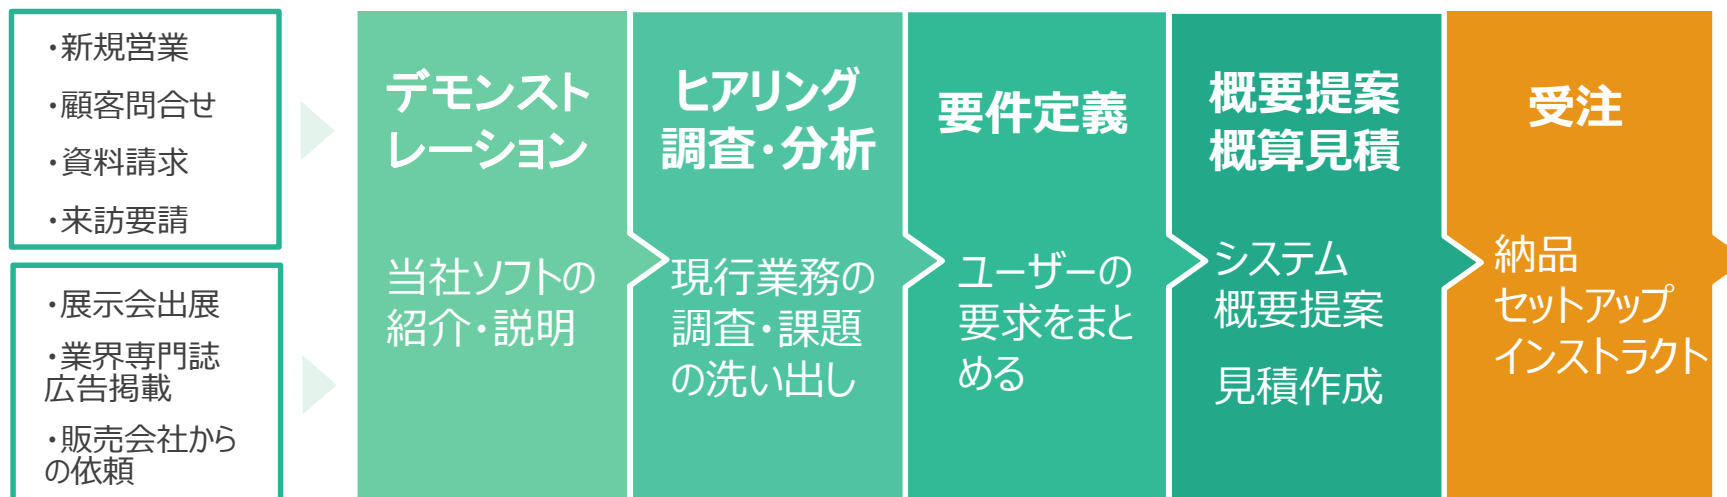 ・新規営業
・顧客問合せ
・資料請求
・来訪要請
・展示会出展
・業界専門誌
広告掲載
・販売会社から
の依頼
デモンスト
レーション
当社ソフトの
紹介・説明
ヒアリング
調査・分析
現行業務の
調査・課題
の洗い出し
要件定義
ユーザーの
要求をまと
める
概要提案
概算見積
システム
概要提案
見積作成
受注
納品
セットアップ
インストラクト